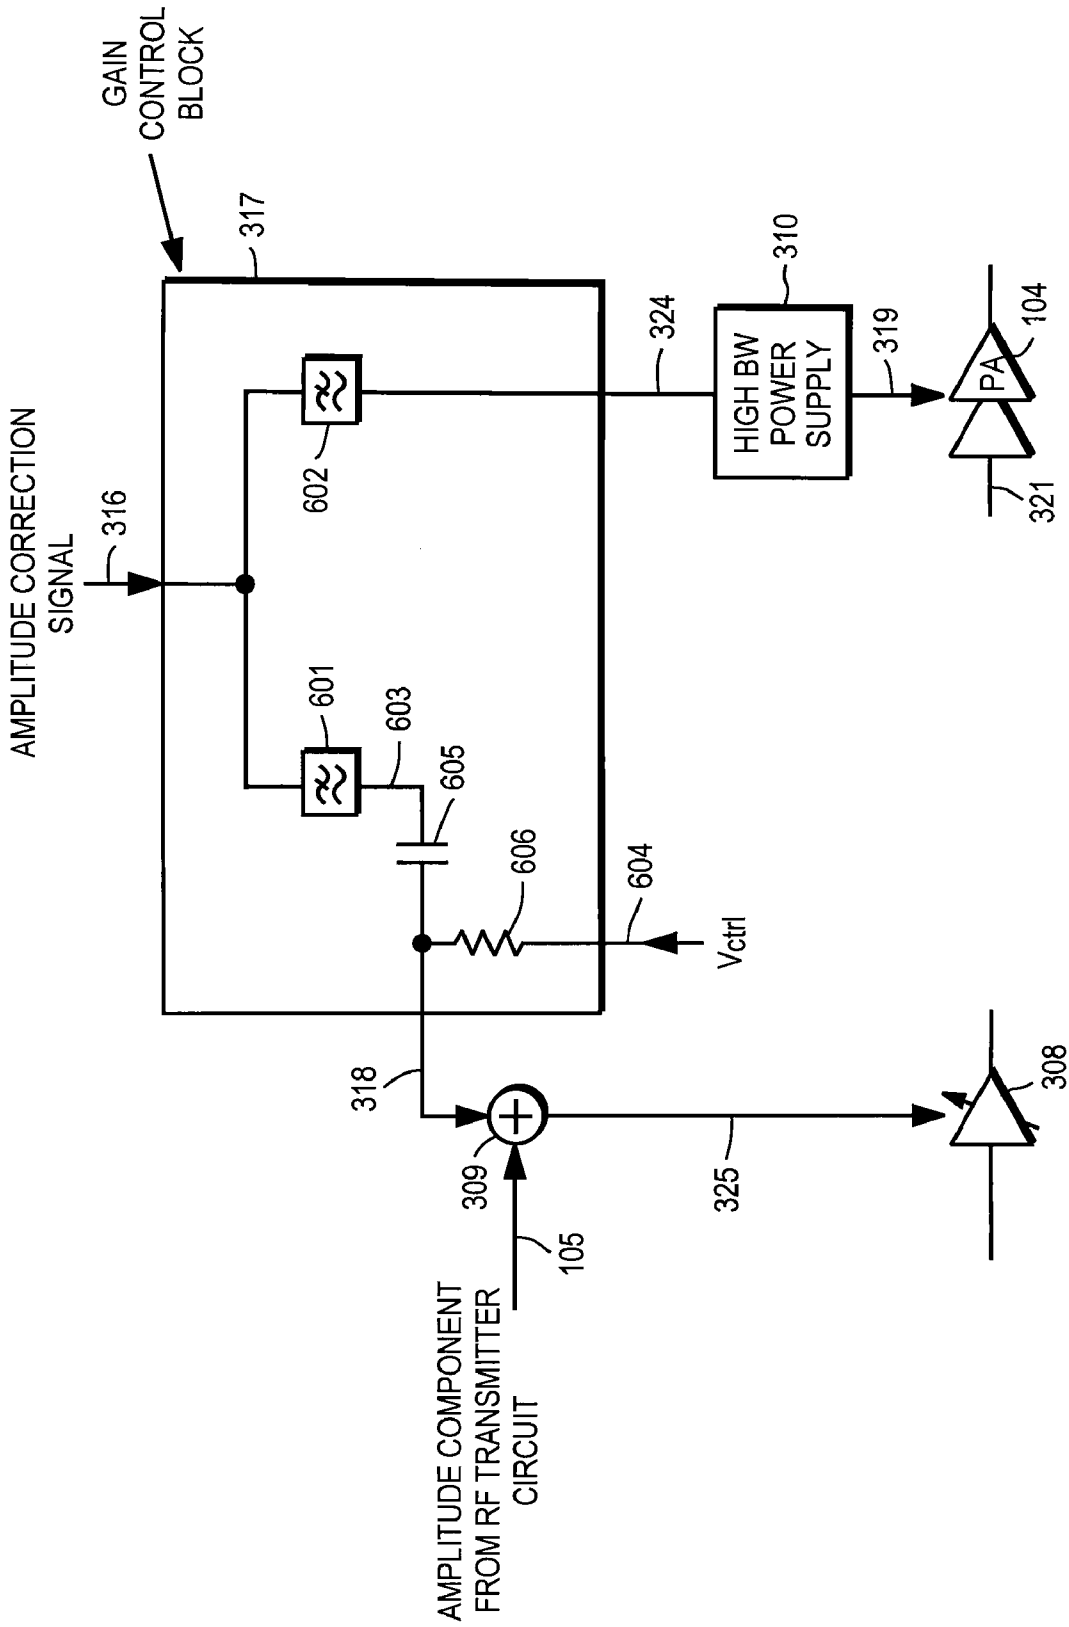 GAIN
CONTROL
BLOCK
AMPLITUDE CORRECTION
SIGNAL
316
317
601
602
603
605
606
604
Vctrl
318
309
105
AMPLITUDE COMPONENT
FROM RF TRANSMITTER
CIRCUIT
325
308
324
310
HIGH BW
POWER
SUPPLY
319
PA
104
321